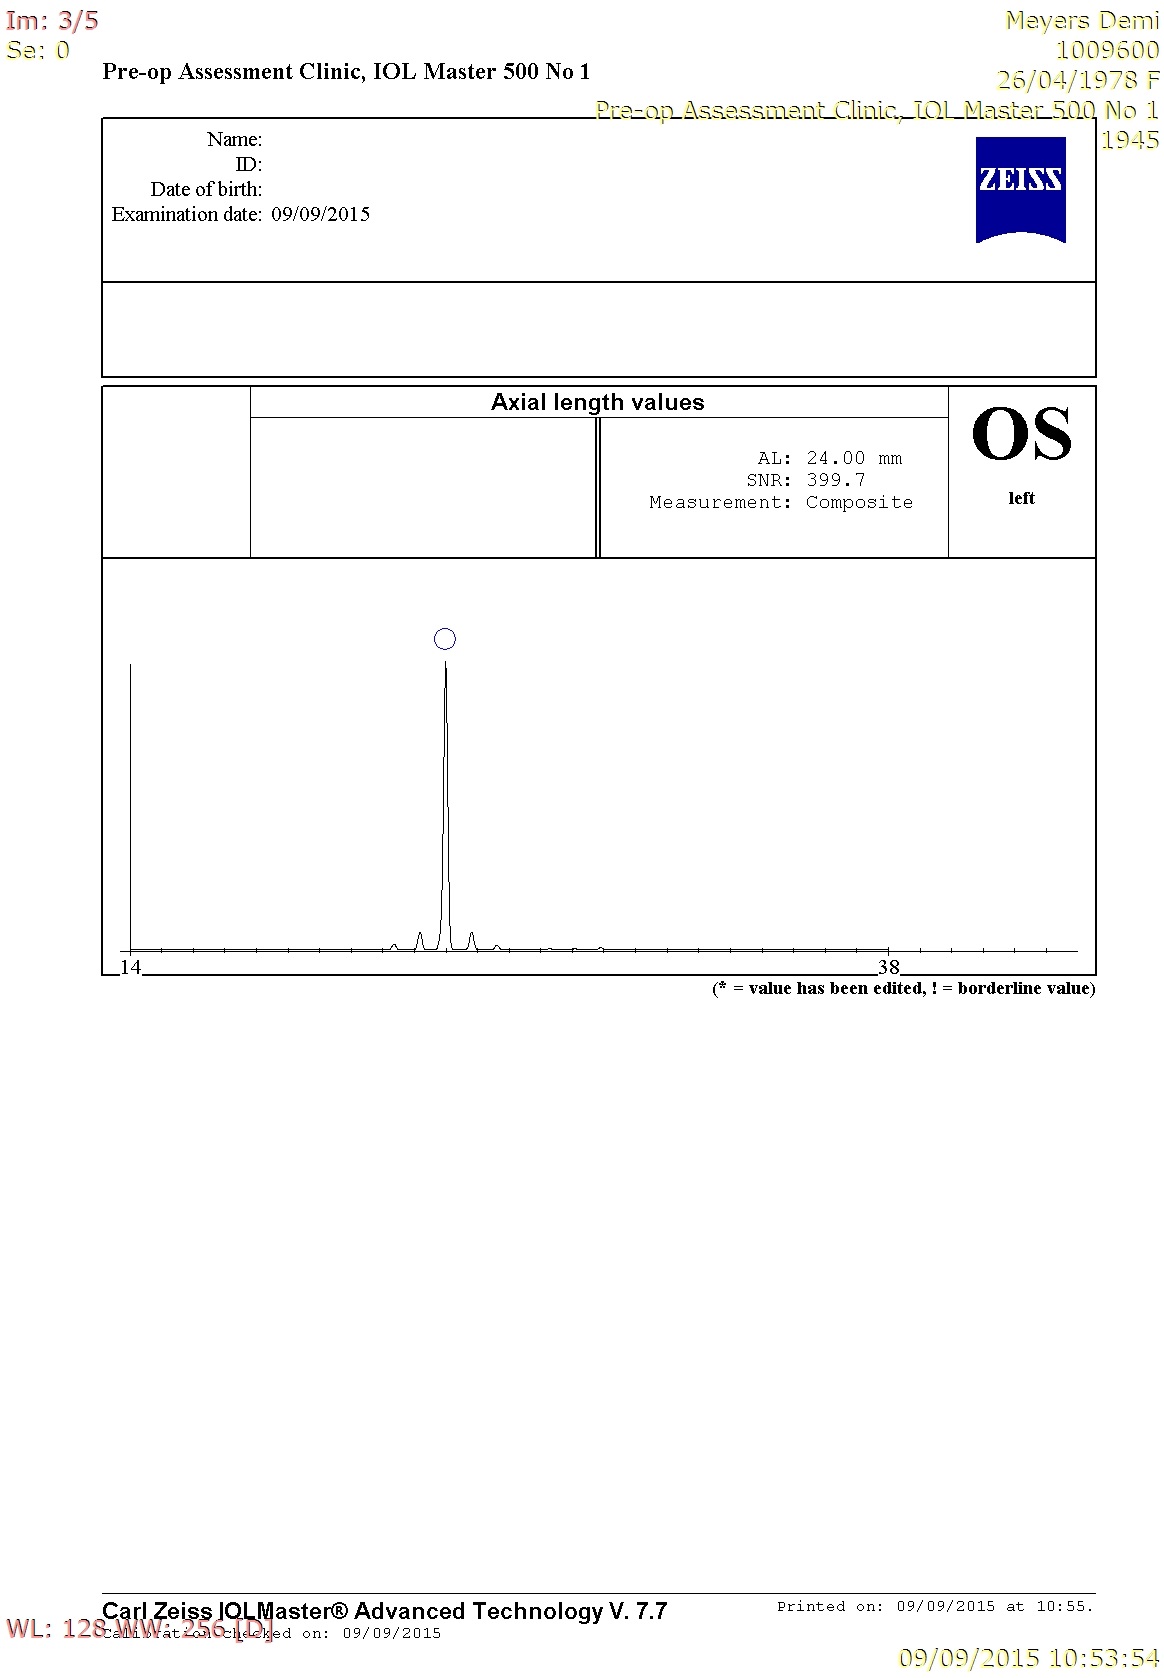 Im: 3/5
Se: 0
Meyers Demi
1009600
26/04/1978 F
Pre-op Assessment Clinic, IOL Master 500 No 1
1945
Pre-op Assessment Clinic, IOL Master 500 No 1
Name:
ID:
Date of birth:
Examination date: 09/09/2015
ZEISS
Axial length values
AL: 24.00 mm
SNR: 399.7
Measurement: Composite
OS
left
14
38
(* = value has been edited, ! = borderline value)
Carl Zeiss IOLMaster® Advanced Technology V. 7.7
Calibration checked on: 09/09/2015
Printed on: 09/09/2015 at 10:55.
WL: 128 WW: 256 [D]
09/09/2015 10:53:54